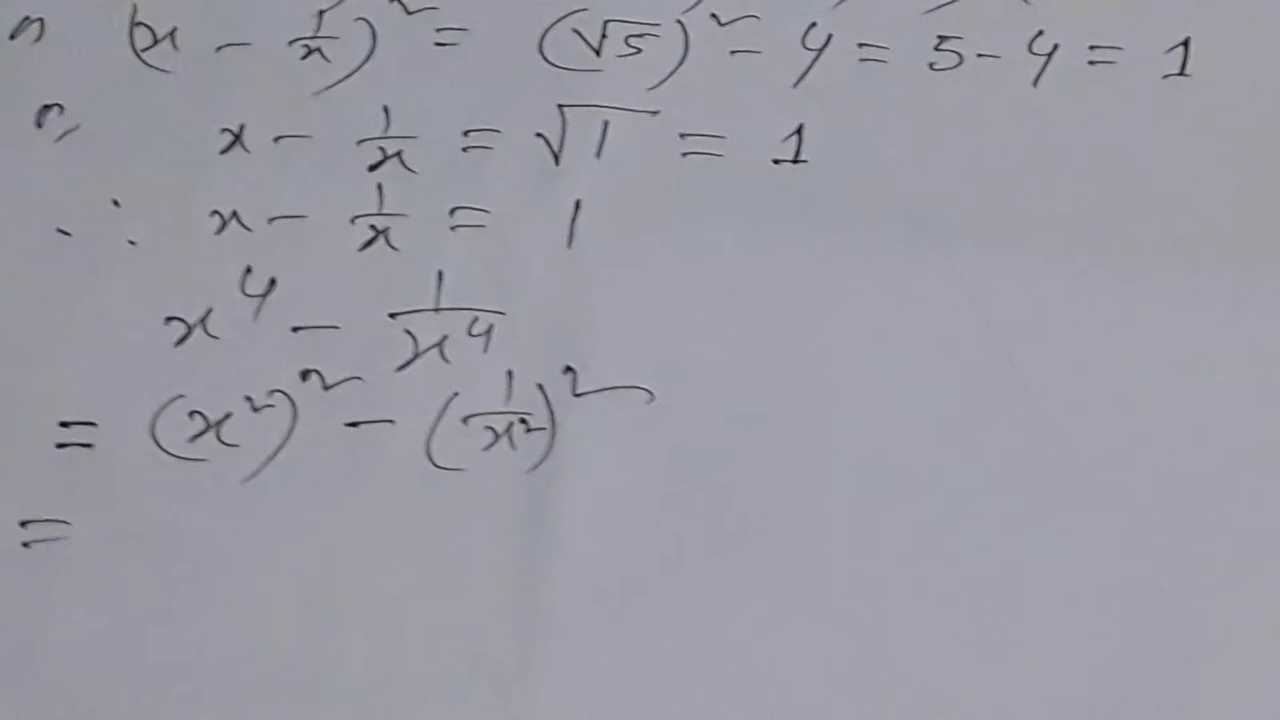 (x - 1/x)² = (√5)² - 4 = 5 - 4 = 1
x - 1/x = √1 = 1
∴ x - 1/x = 1
x⁴ - 1/x⁴
= (x²)² - (1/x²)²
=